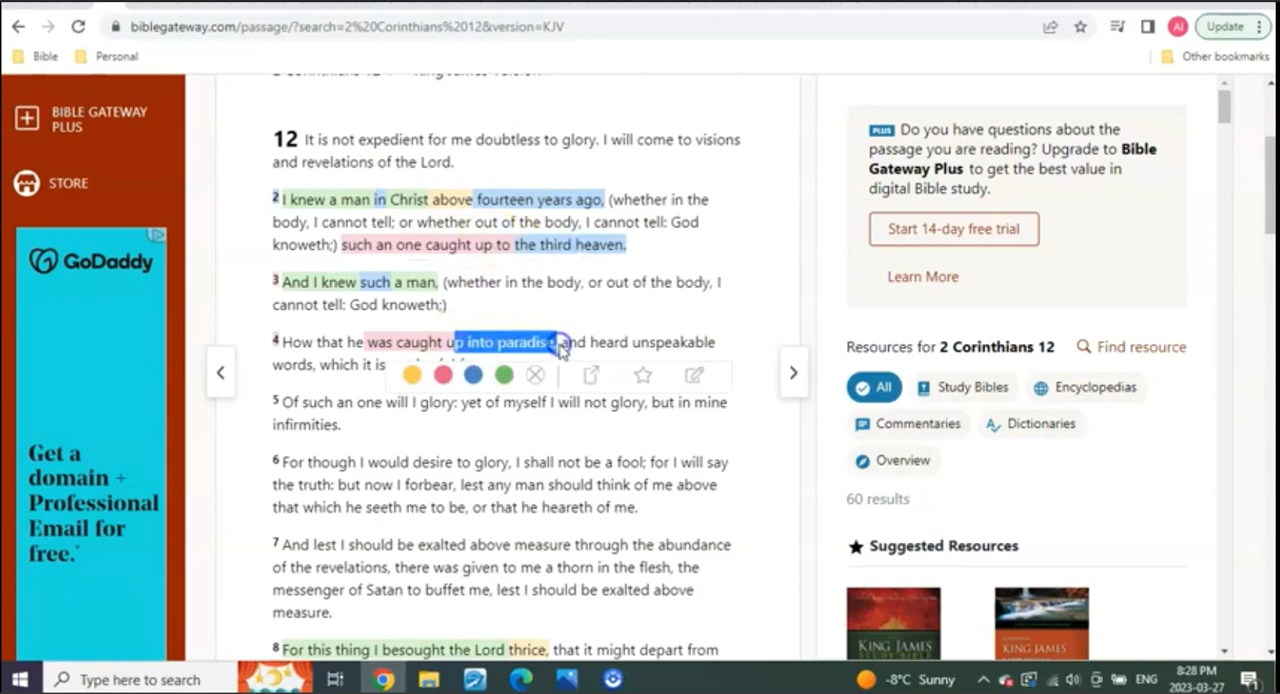 biblegateway.com/passage/?search=2%20Corinthians%2012&version=KJV
AI
Update
Bible
Personal
Other bookmarks
BIBLE GATEWAY
PLUS
STORE
GoDaddy
Get a
domain +
Professional
Email for
free.*
12 It is not expedient for me doubtless to glory. I will come to visions
and revelations of the Lord.
2 I knew a man in Christ above fourteen years ago, (whether in the
body, I cannot tell; or whether out of the body, I cannot tell: God
knoweth;) such an one caught up to the third heaven.
3 And I knew such a man, (whether in the body, or out of the body, I
cannot tell: God knoweth;)
4 How that he was caught up into paradise, and heard unspeakable
words, which it is
5 Of such an one will I glory: yet of myself I will not glory, but in mine
infirmities.
6 For though I would desire to glory, I shall not be a fool; for I will say
the truth: but now I forbear, lest any man should think of me above
that which he seeth me to be, or that he heareth of me.
7 And lest I should be exalted above measure through the abundance
of the revelations, there was given to me a thorn in the flesh, the
messenger of Satan to buffet me, lest I should be exalted above
measure.
8 For this thing I besought the Lord thrice, that it might depart from
PLUS Do you have questions about the
passage you are reading? Upgrade to Bible
Gateway Plus to get the best value in
digital Bible study.
Start 14-day free trial
Learn More
Resources for 2 Corinthians 12
Find resource
All
Study Bibles
Encyclopedias
Commentaries
Dictionaries
Overview
60 results
Suggested Resources
KING JAMES
STUDY BIBLE
KING JAMES
Type here to search
-8°C Sunny
ENG
8:28 PM
2023-03-27